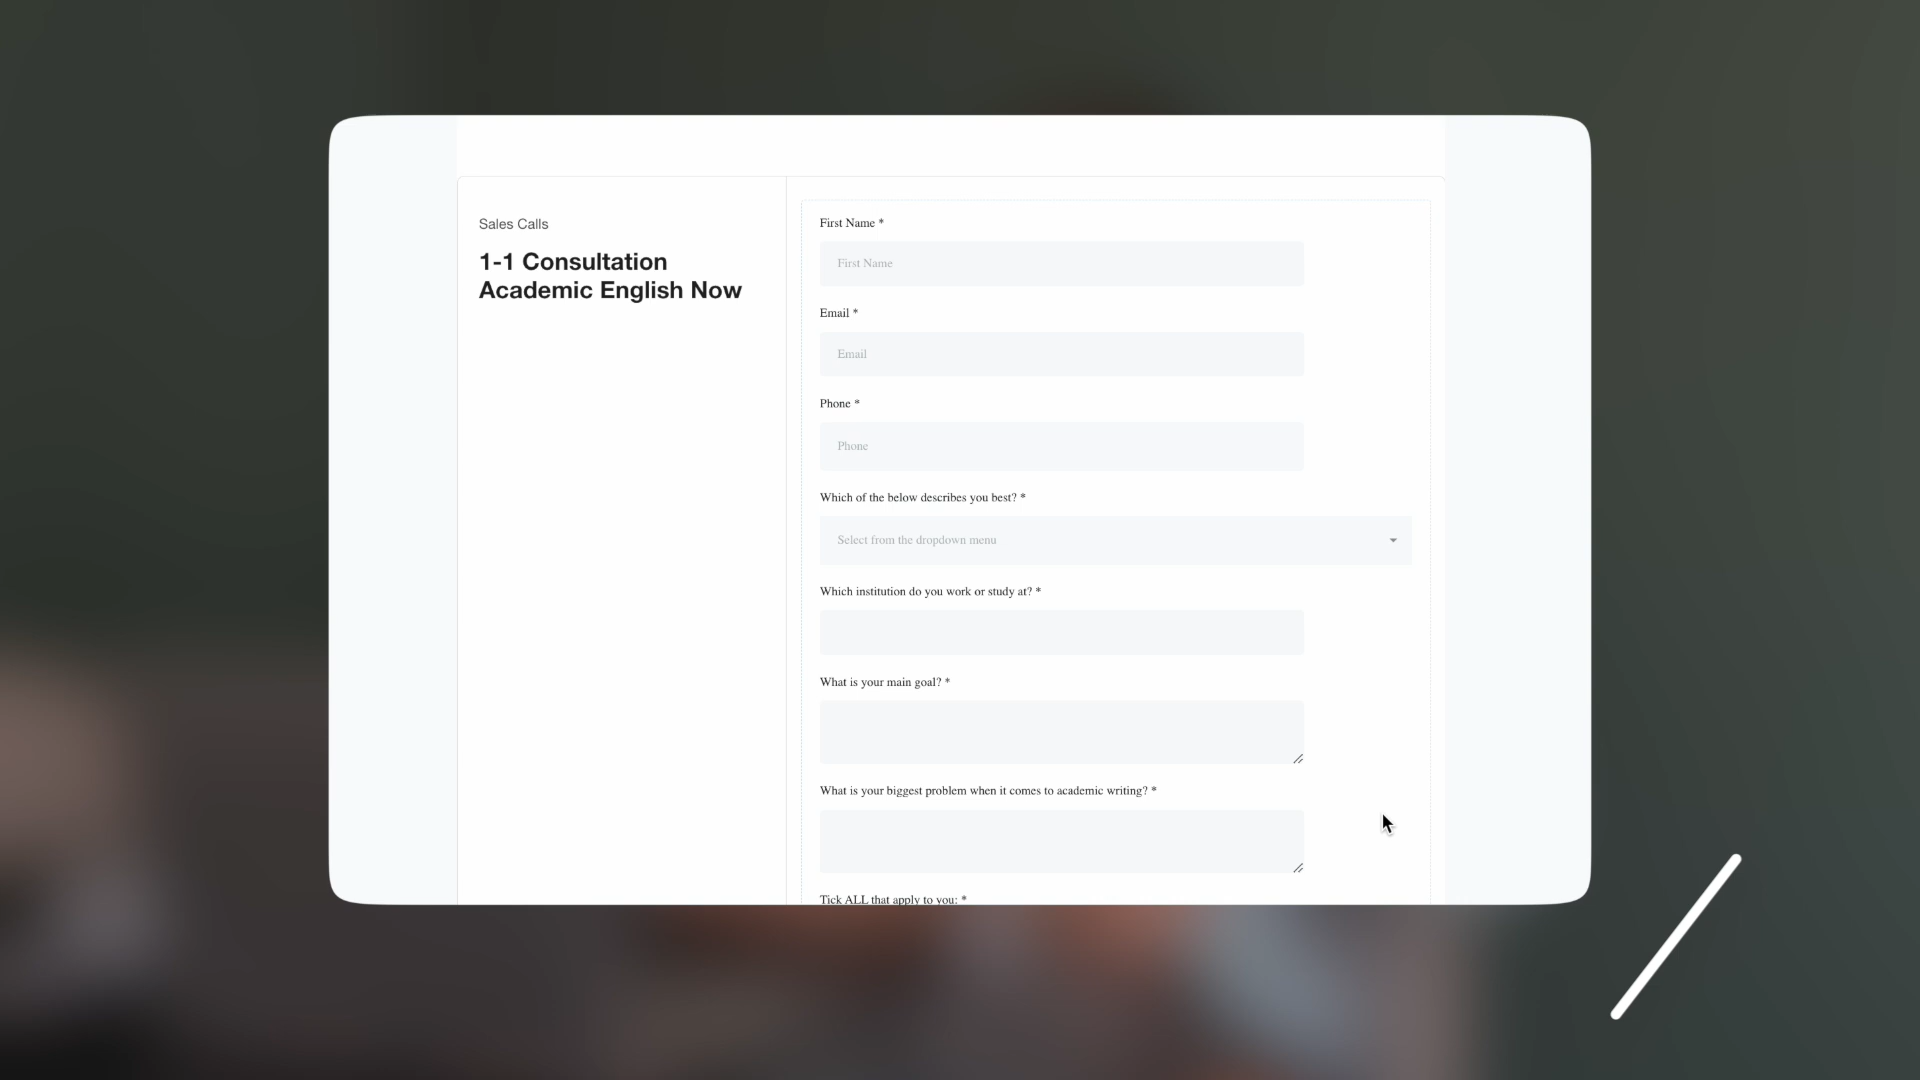 Sales Calls
1-1 Consultation
Academic English Now
First Name *
First Name
Email *
Email
Phone *
Phone
Which of the below describes you best? *
Select from the dropdown menu
Which institution do you work or study at? *
What is your main goal? *
What is your biggest problem when it comes to academic writing? *
Tick ALL that apply to you: *